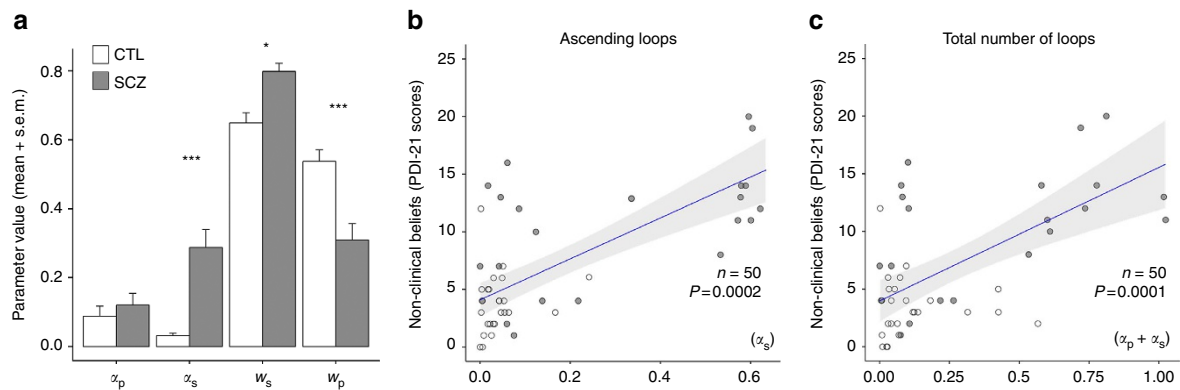 a
Parameter value (mean + s.e.m.)
0.8
0.6
0.4
0.2
0.0
CTL
SCZ
***
*
***
αp
αs
ws
wp
b
Ascending loops
Non-clinical beliefs (PDI-21 scores)
25
20
15
10
5
0
n = 50
P=0.0002
(αs)
0.0
0.2
0.4
0.6
c
Total number of loops
Non-clinical beliefs (PDI-21 scores)
25
20
15
10
5
0
n = 50
P=0.0001
(αp + αs)
0.00
0.25
0.5
0.75
1.00